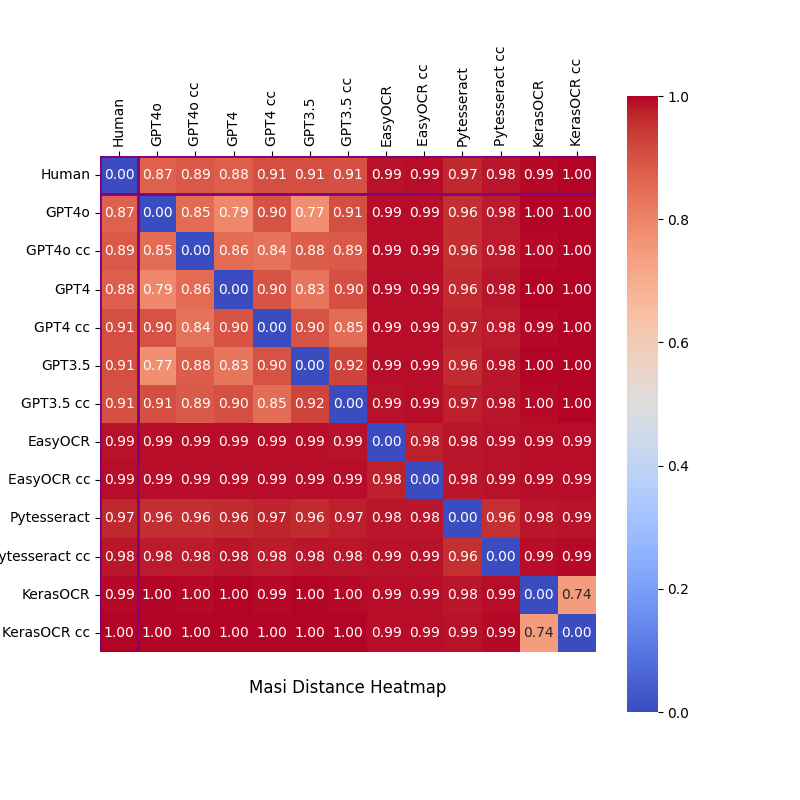 Human GPT4o GPT4o cc GPT4 GPT4 cc GPT3.5 GPT3.5 cc EasyOCR EasyOCR cc Pytesseract Pytesseract cc KerasOCR KerasOCR cc
Human 0.00 0.87 0.89 0.88 0.91 0.91 0.91 0.99 0.99 0.97 0.98 0.99 1.00
GPT4o 0.87 0.00 0.85 0.79 0.90 0.77 0.91 0.99 0.99 0.96 0.98 1.00 1.00
GPT4o cc 0.89 0.85 0.00 0.86 0.84 0.88 0.89 0.99 0.99 0.96 0.98 1.00 1.00
GPT4 0.88 0.79 0.86 0.00 0.90 0.83 0.90 0.99 0.99 0.96 0.98 1.00 1.00
GPT4 cc 0.91 0.90 0.84 0.90 0.00 0.90 0.85 0.99 0.99 0.97 0.98 0.99 1.00
GPT3.5 0.91 0.77 0.88 0.83 0.90 0.00 0.92 0.99 0.99 0.96 0.98 1.00 1.00
GPT3.5 cc 0.91 0.91 0.89 0.90 0.85 0.92 0.00 0.99 0.99 0.97 0.98 1.00 1.00
EasyOCR 0.99 0.99 0.99 0.99 0.99 0.99 0.99 0.00 0.98 0.98 0.99 0.99 0.99
EasyOCR cc 0.99 0.99 0.99 0.99 0.99 0.99 0.99 0.98 0.00 0.98 0.99 0.99 0.99
Pytesseract 0.97 0.96 0.96 0.96 0.97 0.96 0.97 0.98 0.98 0.00 0.96 0.98 0.99
ytesseract cc 0.98 0.98 0.98 0.98 0.98 0.98 0.98 0.99 0.99 0.96 0.00 0.99 0.99
KerasOCR 0.99 1.00 1.00 1.00 0.99 1.00 1.00 0.99 0.99 0.98 0.99 0.00 0.74
KerasOCR cc 1.00 1.00 1.00 1.00 1.00 1.00 1.00 0.99 0.99 0.99 0.99 0.74 0.00
Masi Distance Heatmap
1.0
0.8
0.6
0.4
0.2
0.0